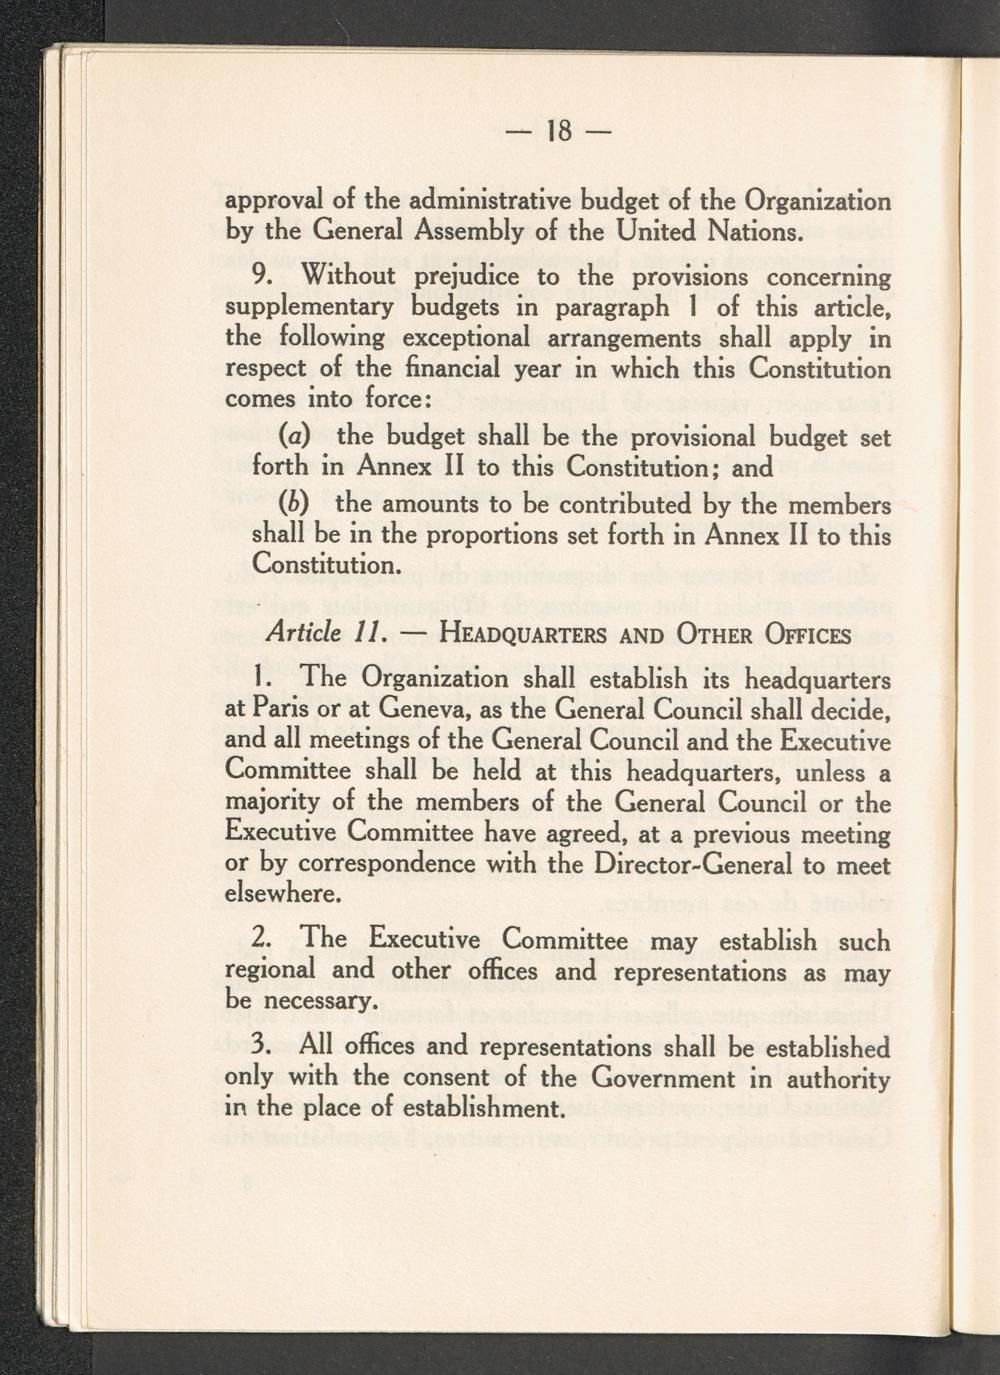 — 18 —
approval of the administrative budget of the Organization
by the General Assembly of the United Nations.
9. Without prejudice to the provisions concerning
supplementary budgets in paragraph 1 of this article,
the following exceptional arrangements shall apply in
respect of the financial year in which this Constitution
comes into force:
(a) the budget shall be the provisional budget set
forth in Annex II to this Constitution; and
(b) the amounts to be contributed by the members
shall be in the proportions set forth in Annex II to this
Constitution.
Article 11. — HEADQUARTERS AND OTHER OFFICES
1. The Organization shall establish its headquarters
at Paris or at Geneva, as the General Council shall decide,
and all meetings of the General Council and the Executive
Committee shall be held at this headquarters, unless a
majority of the members of the General Council or the
Executive Committee have agreed, at a previous meeting
or by correspondence with the Director-General to meet
elsewhere.
2. The Executive Committee may establish such
regional and other offices and representations as may
be necessary.
3. All offices and representations shall be established
only with the consent of the Government in authority
in the place of establishment.